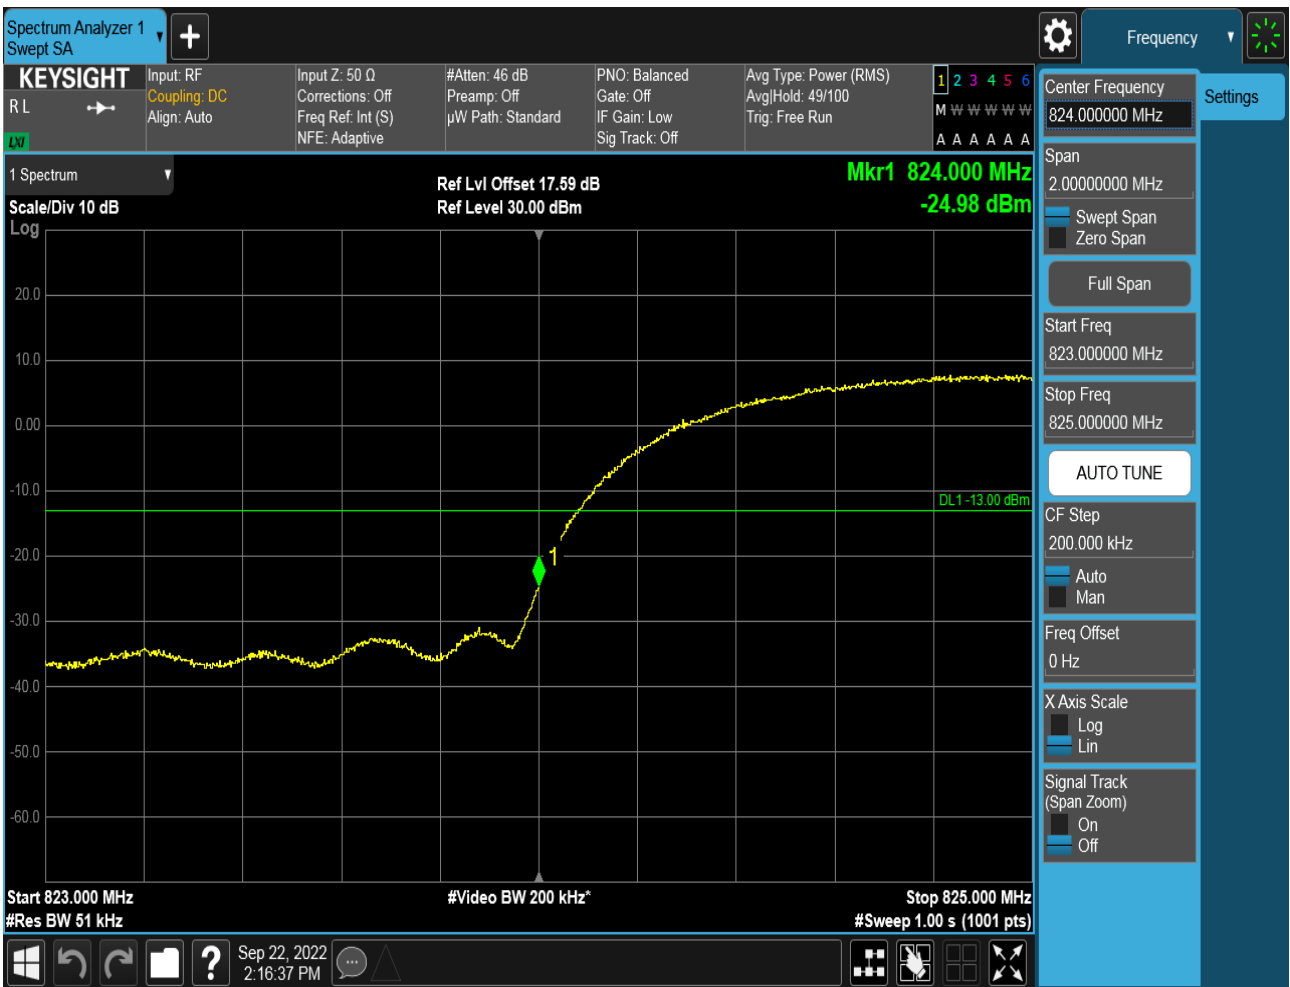 Spectrum Analyzer 1
Swept SA
Frequency
KEYSIGHT
R L
LXI
Input: RF
Coupling: DC
Align: Auto
Input Z: 50 Ω
Corrections: Off
Freq Ref: Int (S)
NFE: Adaptive
#Atten: 46 dB
Preamp: Off
µW Path: Standard
PNO: Balanced
Gate: Off
IF Gain: Low
Sig Track: Off
Avg Type: Power (RMS)
Avg|Hold: 49/100
Trig: Free Run
1 2 3 4 5 6
M W W W W W
A A A A A A
1 Spectrum
Scale/Div 10 dB
Log
Ref Lvl Offset 17.59 dB
Ref Level 30.00 dBm
Mkr1 824.000 MHz
-24.98 dBm
20.0
10.0
0.00
-10.0
-20.0
-30.0
-40.0
-50.0
-60.0
DL1 -13.00 dBm
1
Start 823.000 MHz
#Res BW 51 kHz
#Video BW 200 kHz*
Stop 825.000 MHz
#Sweep 1.00 s (1001 pts)
Center Frequency
824.000000 MHz
Settings
Span
2.00000000 MHz
Swept Span
Zero Span
Full Span
Start Freq
823.000000 MHz
Stop Freq
825.000000 MHz
AUTO TUNE
CF Step
200.000 kHz
Auto
Man
Freq Offset
0 Hz
X Axis Scale
Log
Lin
Signal Track
(Span Zoom)
On
Off
?
Sep 22, 2022
2:16:37 PM